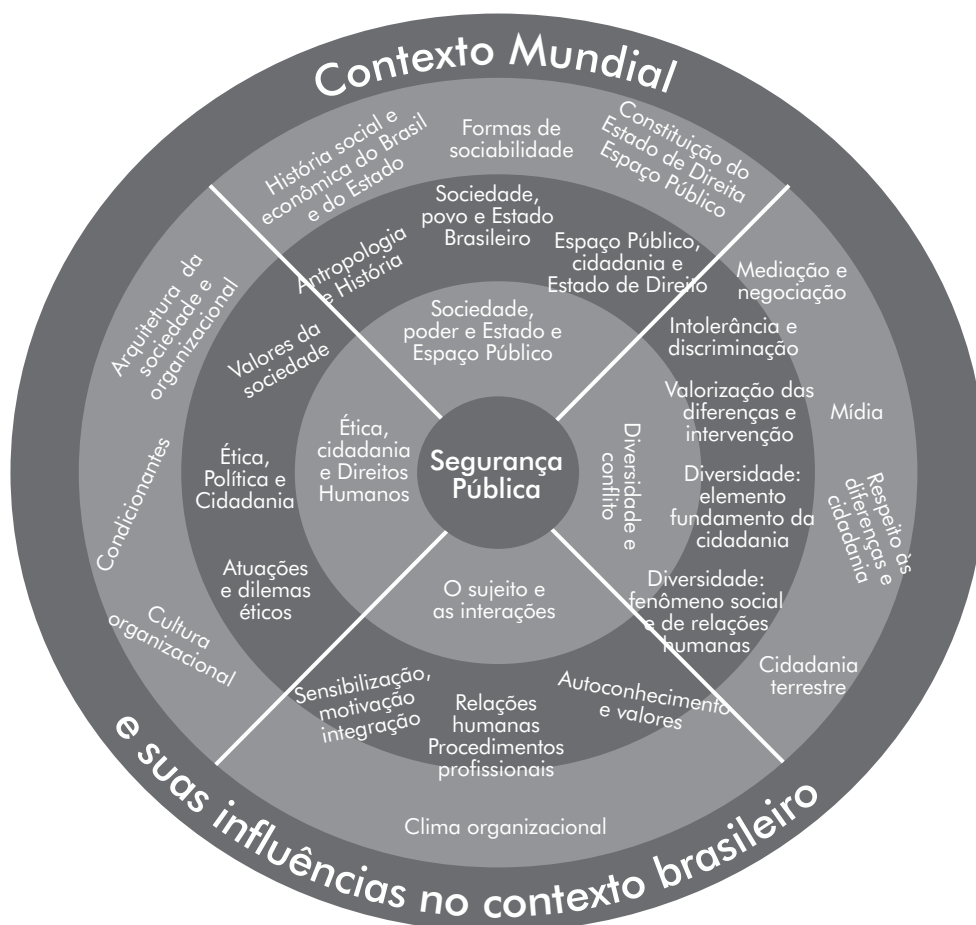 Contexto Mundial
História social e
econômica do Brasil
e do Estado
Formas de
sociabilidade
Constituição do
Estado de Direita
Espaço Público
Antropologia
e História
Sociedade,
povo e Estado
Brasileiro
Espaço Público,
cidadania e
Estado de Direito
Sociedade,
poder e Estado e
Espaço Público
Arquitetura da
sociedade e
organizacional
Condicionantes
Cultura
organizacional
Valores da
sociedade
Ética,
Política e
Cidadania
Atuações
e dilemas
éticos
Ética,
cidadania
e Direitos
Humanos
Segurança
Pública
Diversidade e
conflito
Intolerância e
discriminação
Valorização das
diferenças e
intervenção
Diversidade:
elemento
fundamento da
cidadania
Diversidade:
fenômeno social
e de relações
humanas
Mediação e
negociação
Mídia
Respeito às
diferenças e
cidadania
Cidadania
terrestre
O sujeito e
as interações
Sensibilização,
motivação
integração
Relações
humanas
Procedimentos
profissionais
Autoconhecimento
e valores
Clima organizacional
e suas influências no contexto brasileiro